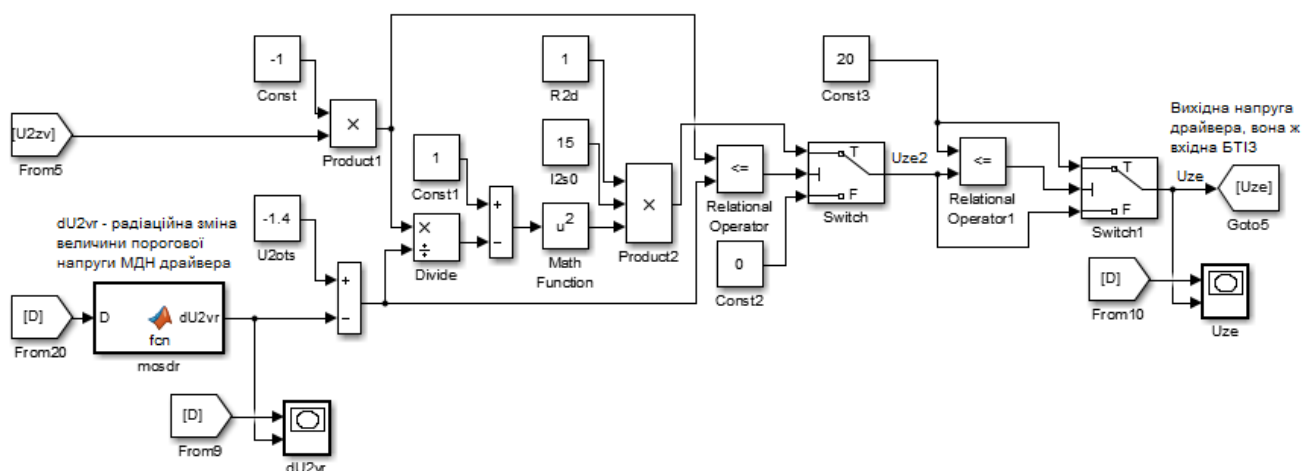 -1
Const
[U2zv]
From5
×
Product1
1
R2d
15
I2s0
1
Const1
+
−
×
÷
Divide
u²
Math
Function
×
Product2
-1.4
U2ots
+
−
dU2vr - радіаційна зміна
величини порогової
напруги МДН драйвера
[D]
From20
D
dU2vr
fcn
mosdr
[D]
From9
dU2vr
<=
Relational
Operator
0
Const2
T
F
Switch
Uze2
20
Const3
<=
Relational
Operator1
T
F
Switch1
Вихідна напруга
драйвера, вона ж
вхідна БТІЗ
Uze
[Uze]
Goto5
[D]
From10
Uze